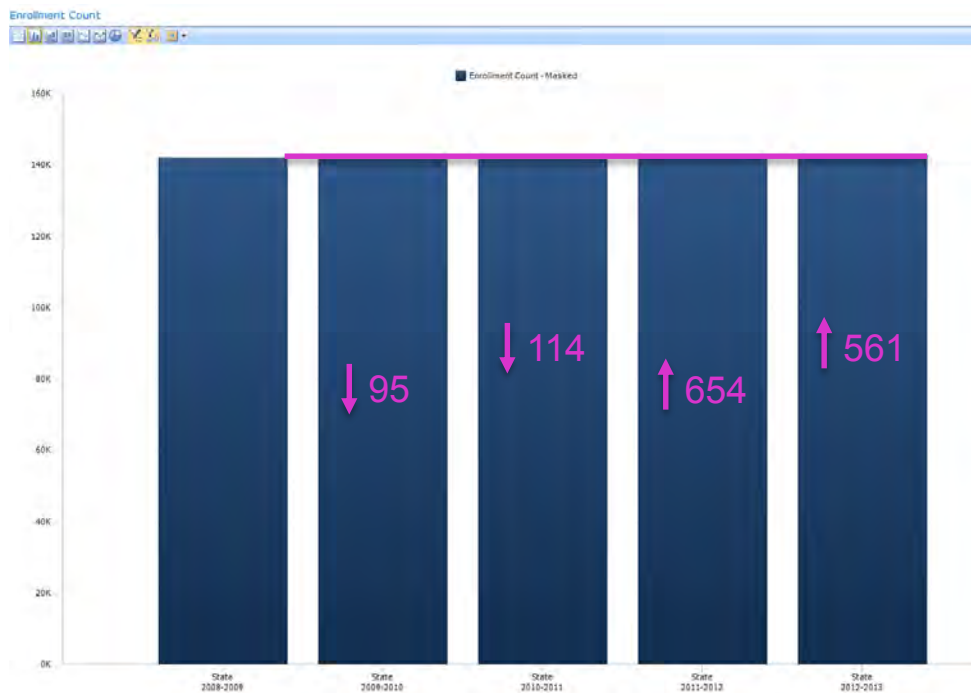 Enrollment Count
Enrollment Count - Masked
160K
140K
120K
100K
80K
60K
40K
20K
0K
↓ 95
↓ 114
↑ 654
↑ 561
State
2008-2009
State
2009-2010
State
2010-2011
State
2011-2012
State
2012-2013